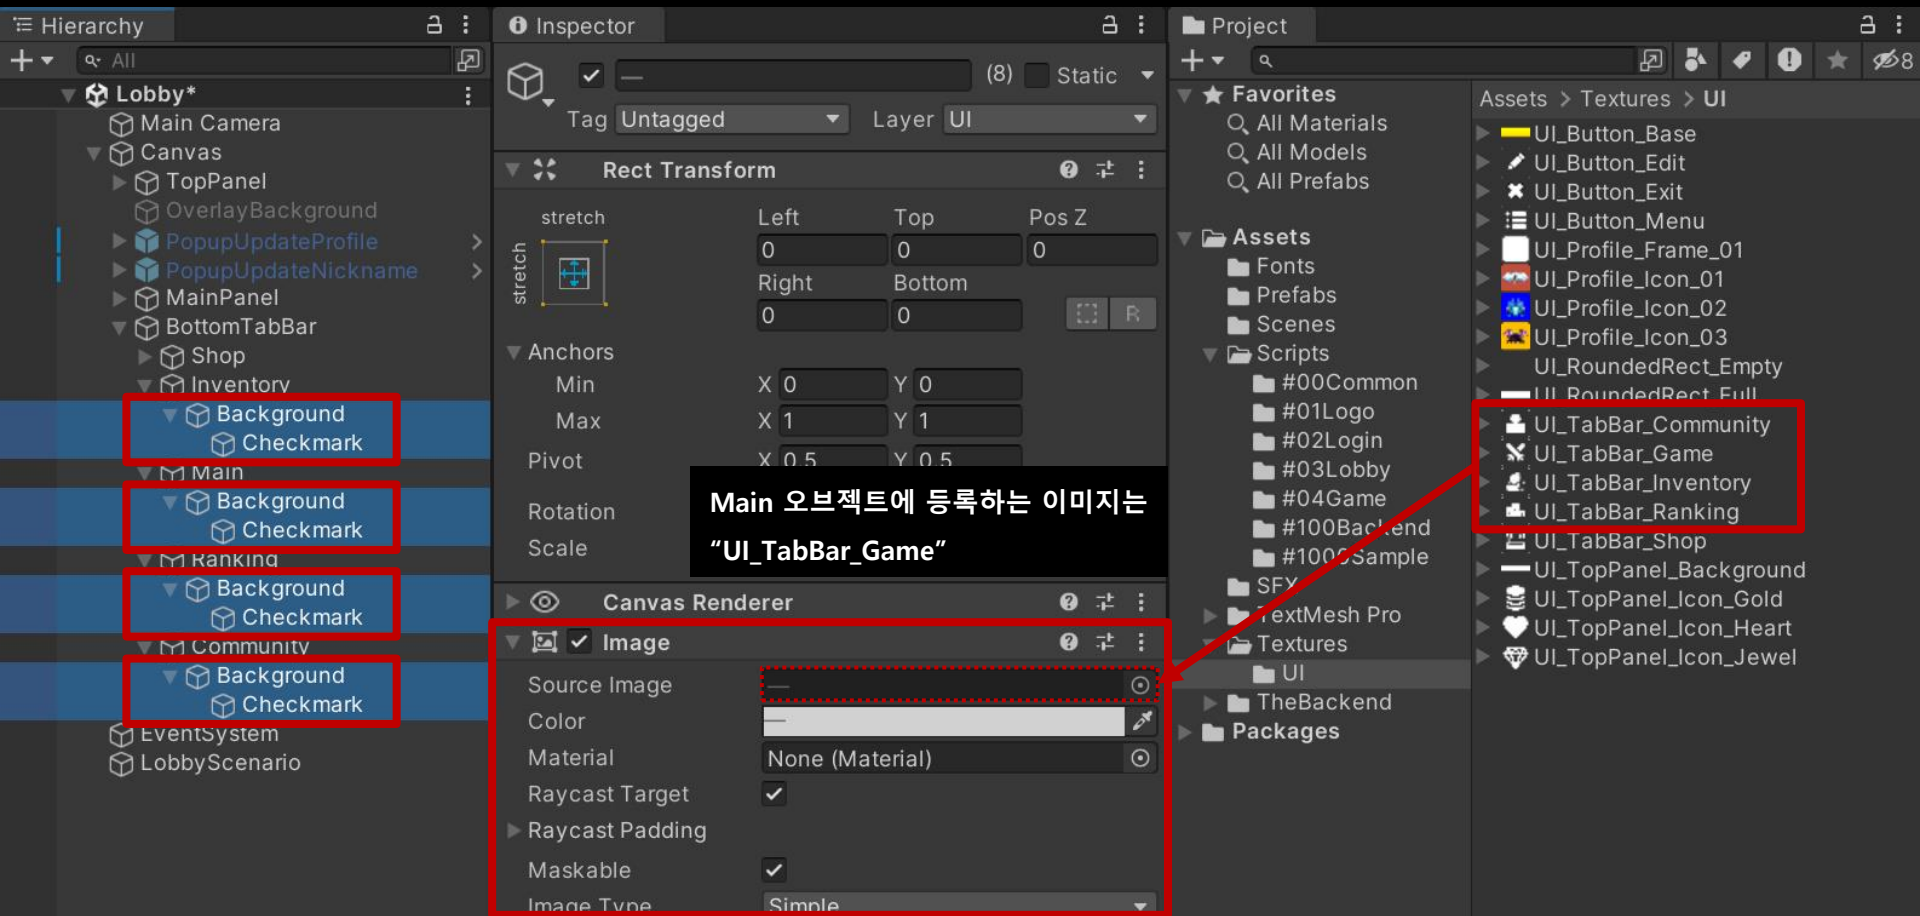 Hierarchy
All
Lobby*
Main Camera
Canvas
TopPanel
OverlayBackground
PopupUpdateProfile
PopupUpdateNickname
MainPanel
BottomTabBar
Shop
Inventory
Background
Checkmark
Main
Background
Checkmark
Ranking
Background
Checkmark
Community
Background
Checkmark
EventSystem
LobbyScenario
Inspector
— (8) Static
Tag Untagged Layer UI
Rect Transform
stretch Left Top Pos Z
stretch
0 0 0
Right Bottom
0 0 R
Anchors
Min X 0 Y 0
Max X 1 Y 1
Pivot X 0.5 Y 0.5
Rotation
Scale
Main 오브젝트에 등록하는 이미지는
“UI_TabBar_Game”
Canvas Renderer
Image
Source Image —
Color —
Material None (Material)
Raycast Target
Raycast Padding
Maskable
Image Type Simple
Project
8
Favorites
All Materials
All Models
All Prefabs
Assets
Fonts
Prefabs
Scenes
Scripts
#00Common
#01Logo
#02Login
#03Lobby
#04Game
#100Backend
#1000Sample
SFX
TextMesh Pro
Textures
UI
TheBackend
Packages
Assets > Textures > UI
UI_Button_Base
UI_Button_Edit
UI_Button_Exit
UI_Button_Menu
UI_Profile_Frame_01
UI_Profile_Icon_01
UI_Profile_Icon_02
UI_Profile_Icon_03
UI_RoundedRect_Empty
UI_RoundedRect_Full
UI_TabBar_Community
UI_TabBar_Game
UI_TabBar_Inventory
UI_TabBar_Ranking
UI_TabBar_Shop
UI_TopPanel_Background
UI_TopPanel_Icon_Gold
UI_TopPanel_Icon_Heart
UI_TopPanel_Icon_Jewel